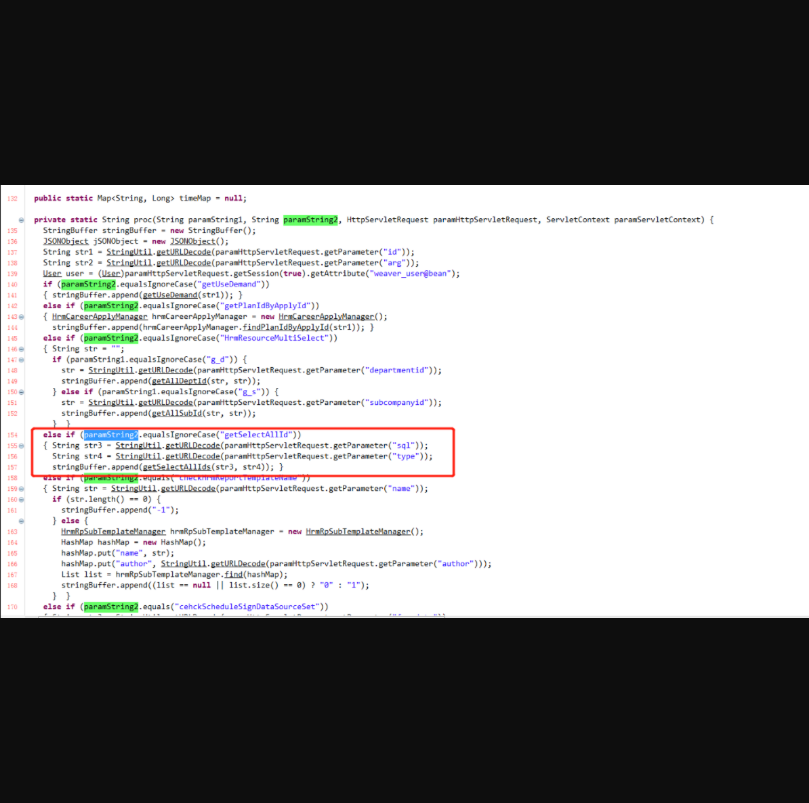 132 public static Map<String, Long> timeMap = null;
private static String proc(String paramString1, String paramString2, HttpServletRequest paramHttpServletRequest, ServletContext paramServletContext) {
135 StringBuffer stringBuffer = new StringBuffer();
136 JSONObject jSONObject = new JSONObject();
137 String str1 = StringUtil.getURLDecode(paramHttpServletRequest.getParameter("id"));
138 String str2 = StringUtil.getURLDecode(paramHttpServletRequest.getParameter("arg"));
139 User user = (User)paramHttpServletRequest.getSession(true).getAttribute("weaver_user@bean");
140 if (paramString2.equalsIgnoreCase("getUseDemand"))
141 { stringBuffer.append(getUseDemand(str1)); }
142 else if (paramString2.equalsIgnoreCase("getPlanIdByApplyId"))
143 { HrmCareerApplyManager hrmCareerApplyManager = new HrmCareerApplyManager();
144 stringBuffer.append(hrmCareerApplyManager.findPlanIdByApplyId(str1)); }
145 else if (paramString2.equalsIgnoreCase("HrmResourceMultiSelect"))
146 { String str = "";
147 if (paramString1.equalsIgnoreCase("g_d")) {
148 str = StringUtil.getURLDecode(paramHttpServletRequest.getParameter("departmentid"));
149 stringBuffer.append(getAllDeptId(str, str));
150 } else if (paramString1.equalsIgnoreCase("g_s")) {
151 str = StringUtil.getURLDecode(paramHttpServletRequest.getParameter("subcompanyid"));
152 stringBuffer.append(getAllSubId(str, str));
} }
154 else if (paramString2.equalsIgnoreCase("getSelectAllId"))
155 { String str3 = StringUtil.getURLDecode(paramHttpServletRequest.getParameter("sql"));
156 String str4 = StringUtil.getURLDecode(paramHttpServletRequest.getParameter("type"));
157 stringBuffer.append(getSelectAllIds(str3, str4)); }
158 else if (paramString2.equals("checkHrmReportTemplateName"))
159 { String str = StringUtil.getURLDecode(paramHttpServletRequest.getParameter("name"));
160 if (str.length() == 0) {
161 stringBuffer.append("-1");
} else {
163 HrmRpSubTemplateManager hrmRpSubTemplateManager = new HrmRpSubTemplateManager();
164 HashMap hashMap = new HashMap();
165 hashMap.put("name", str);
166 hashMap.put("author", StringUtil.getURLDecode(paramHttpServletRequest.getParameter("author")));
167 List list = hrmRpSubTemplateManager.find(hashMap);
168 stringBuffer.append((list == null || list.size() == 0) ? "0" : "1");
} }
170 else if (paramString2.equals("cehckScheduleSignDataSourceSet"))